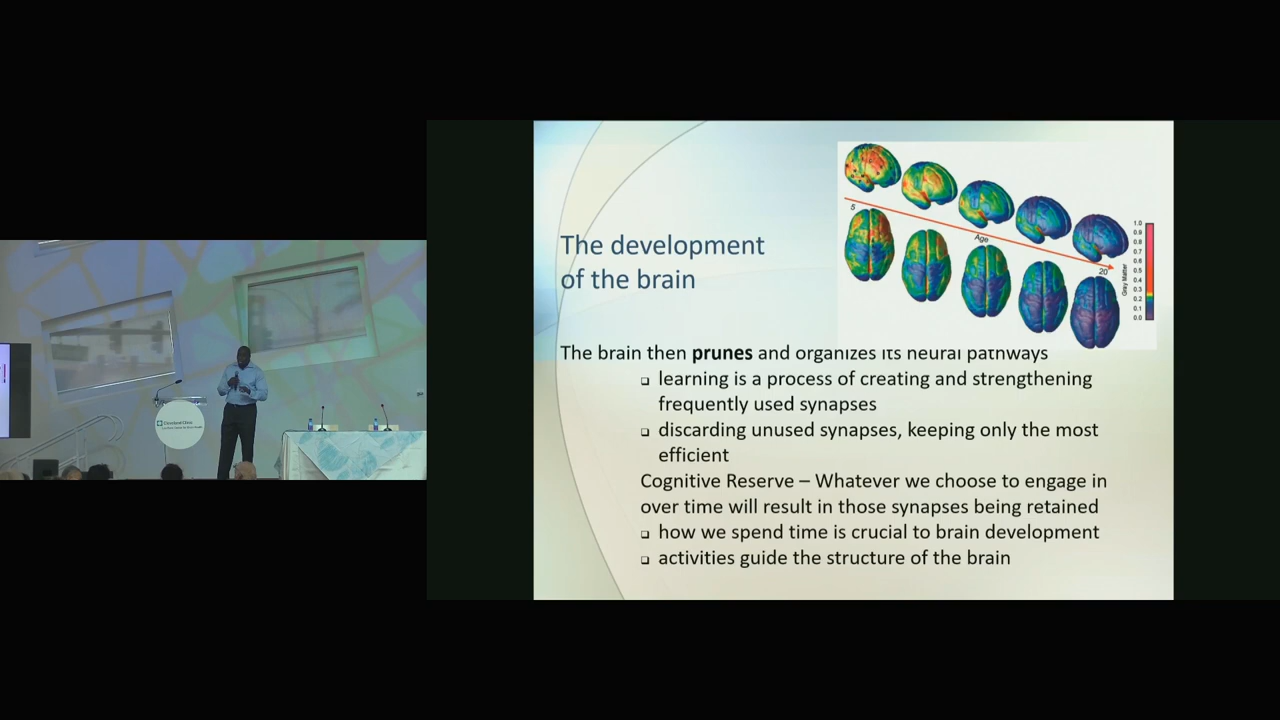 The development
of the brain
5
Age
20
Gray Matter
1.0
0.9
0.8
0.7
0.6
0.5
0.4
0.3
0.2
0.1
0.0
The brain then prunes and organizes its neural pathways
❑ learning is a process of creating and strengthening
frequently used synapses
❑ discarding unused synapses, keeping only the most
efficient
Cognitive Reserve – Whatever we choose to engage in
over time will result in those synapses being retained
❑ how we spend time is crucial to brain development
❑ activities guide the structure of the brain
Cleveland Clinic